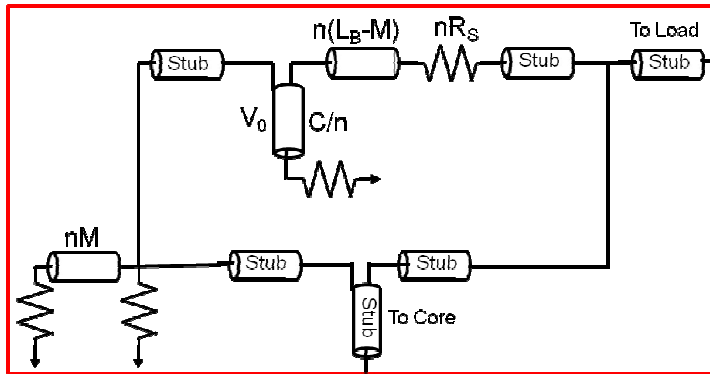 n(L_B-M)
nR_S
To Load
Stub
Stub
Stub
V_0
C/n
nM
Stub
Stub
Stub
To Core